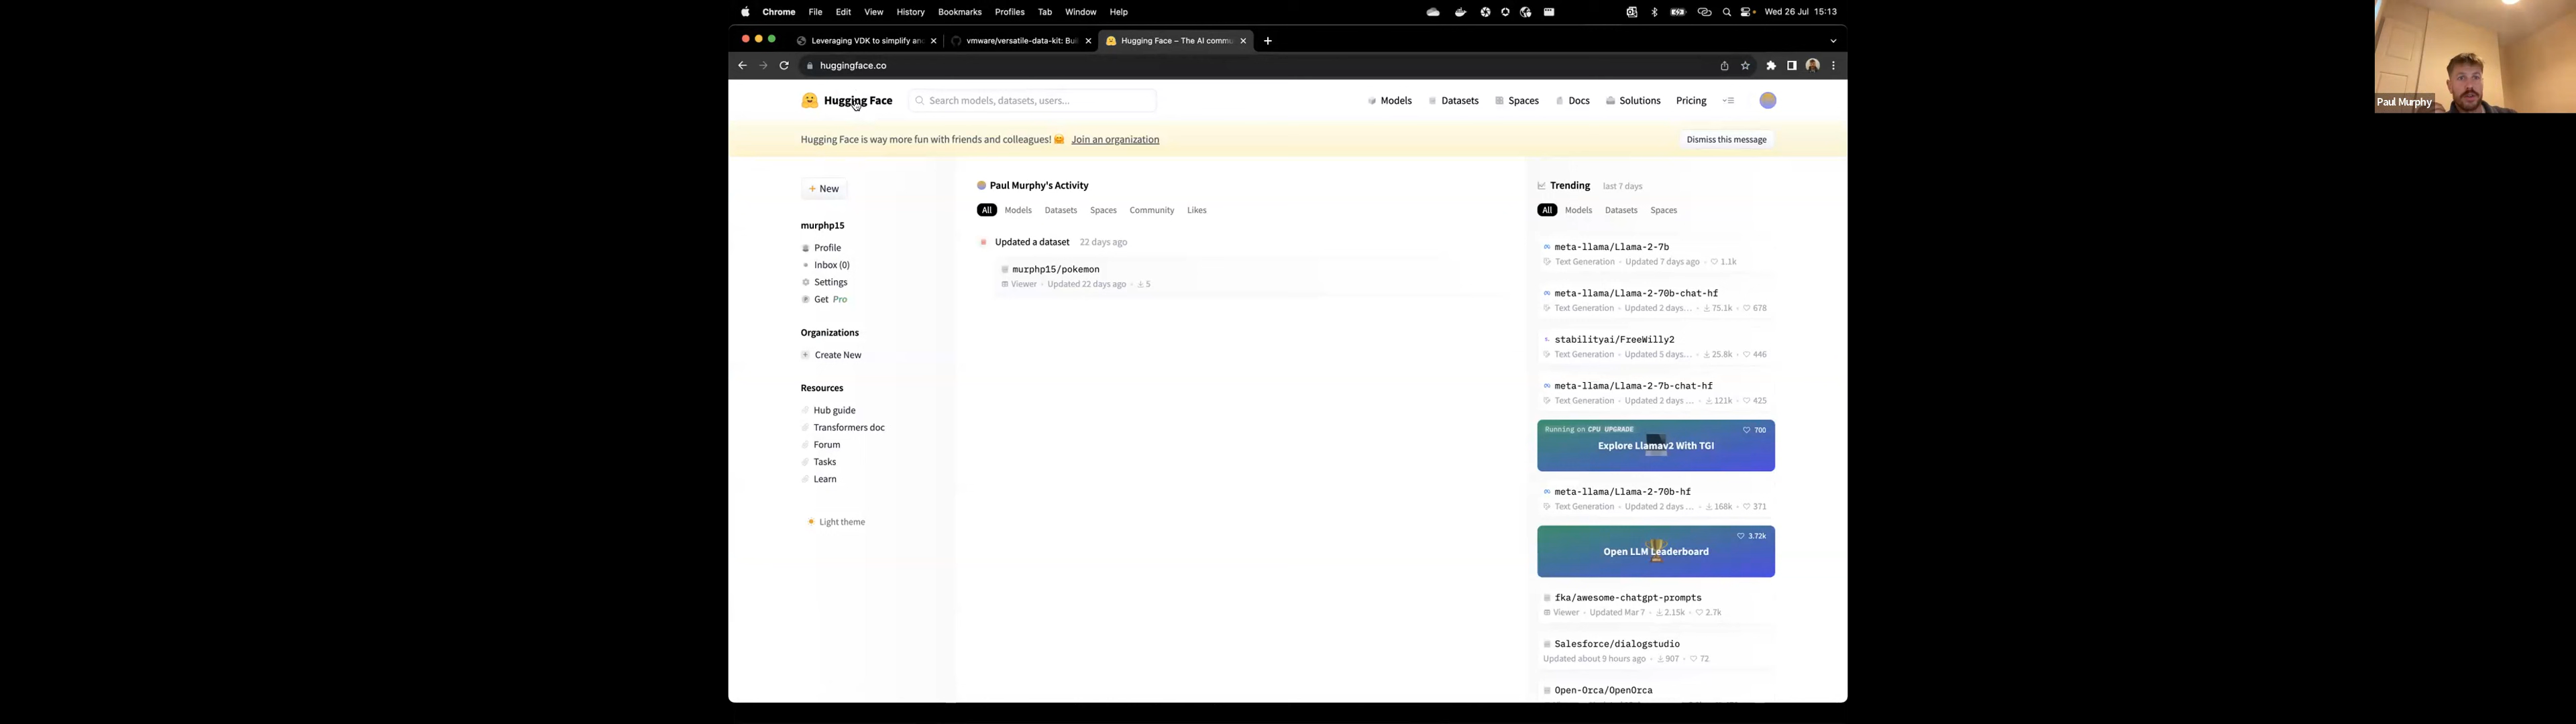 Chrome File Edit View History Bookmarks Profiles Tab Window Help Wed 26 Jul 15:13
Leveraging VDK to simplify an vmware/versatile-data-kit: Bui Hugging Face – The AI commu
huggingface.co
Hugging Face Search models, datasets, users... Models Datasets Spaces Docs Solutions Pricing
Hugging Face is way more fun with friends and colleagues! 🤗 Join an organization Dismiss this message
+ New
murphp15
Profile
Inbox (0)
Settings
Get Pro
Organizations
Create New
Resources
Hub guide
Transformers doc
Forum
Tasks
Learn
Light theme
Paul Murphy's Activity
All Models Datasets Spaces Community Likes
Updated a dataset 22 days ago
murphp15/pokemon
Viewer • Updated 22 days ago • 5
Trending last 7 days
All Models Datasets Spaces
meta-llama/Llama-2-7b
Text Generation • Updated 7 days ago • 1.1k
meta-llama/Llama-2-70b-chat-hf
Text Generation • Updated 2 days... • 75.1k • 678
stabilityai/FreeWilly2
Text Generation • Updated 5 days... • 25.8k • 446
meta-llama/Llama-2-7b-chat-hf
Text Generation • Updated 2 days ... • 121k • 425
Running on CPU UPGRADE 700
Explore Llamav2 With TGI
meta-llama/Llama-2-70b-hf
Text Generation • Updated 2 days ... • 168k • 371
3.72k
Open LLM Leaderboard
fka/awesome-chatgpt-prompts
Viewer • Updated Mar 7 • 2.15k • 2.7k
Salesforce/dialogstudio
Updated about 9 hours ago • 907 • 72
Open-Orca/OpenOrca
Paul Murphy